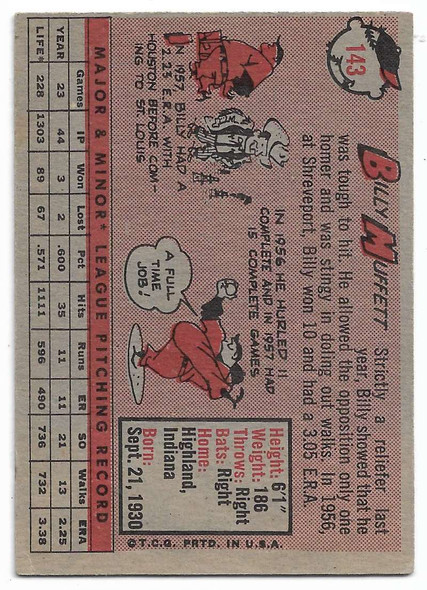 143
BILLY MUFFETT
Strictly a reliefer last
year, Billy showed that he
was tough to hit. He allowed the opposition only one
homer and was stingy in doling out walks. In 1956,
at Shreveport, Billy won 10 and had a 3.95 E.R.A.
IN 1957 BILLY HAD A
2.23 E.R.A WITH
HOUSTON BEFORE COM-
ING TO ST. LOUIS
IN 1956 HE HURLED 11
COMPLETE AND IN 1957 HAD
15 COMPLETE GAMES
A FULL
TIME
JOB!
Height: 6'1"
Weight: 186
Throws: Right
Bats: Right
Home:
Highland,
Indiana
Born:
Sept. 21, 1930
©T.C.G. PRTD. IN U.S.A.
MAJOR & MINOR* LEAGUE PITCHING RECORD
Games IP Won Lost Pct Hits Runs ER SO Walks ERA
YEAR 23 44 3 2 .600 35 11 11 21 13 2.25
LIFE* 228 1303 89 67 .571 1111 596 490 736 732 3.38